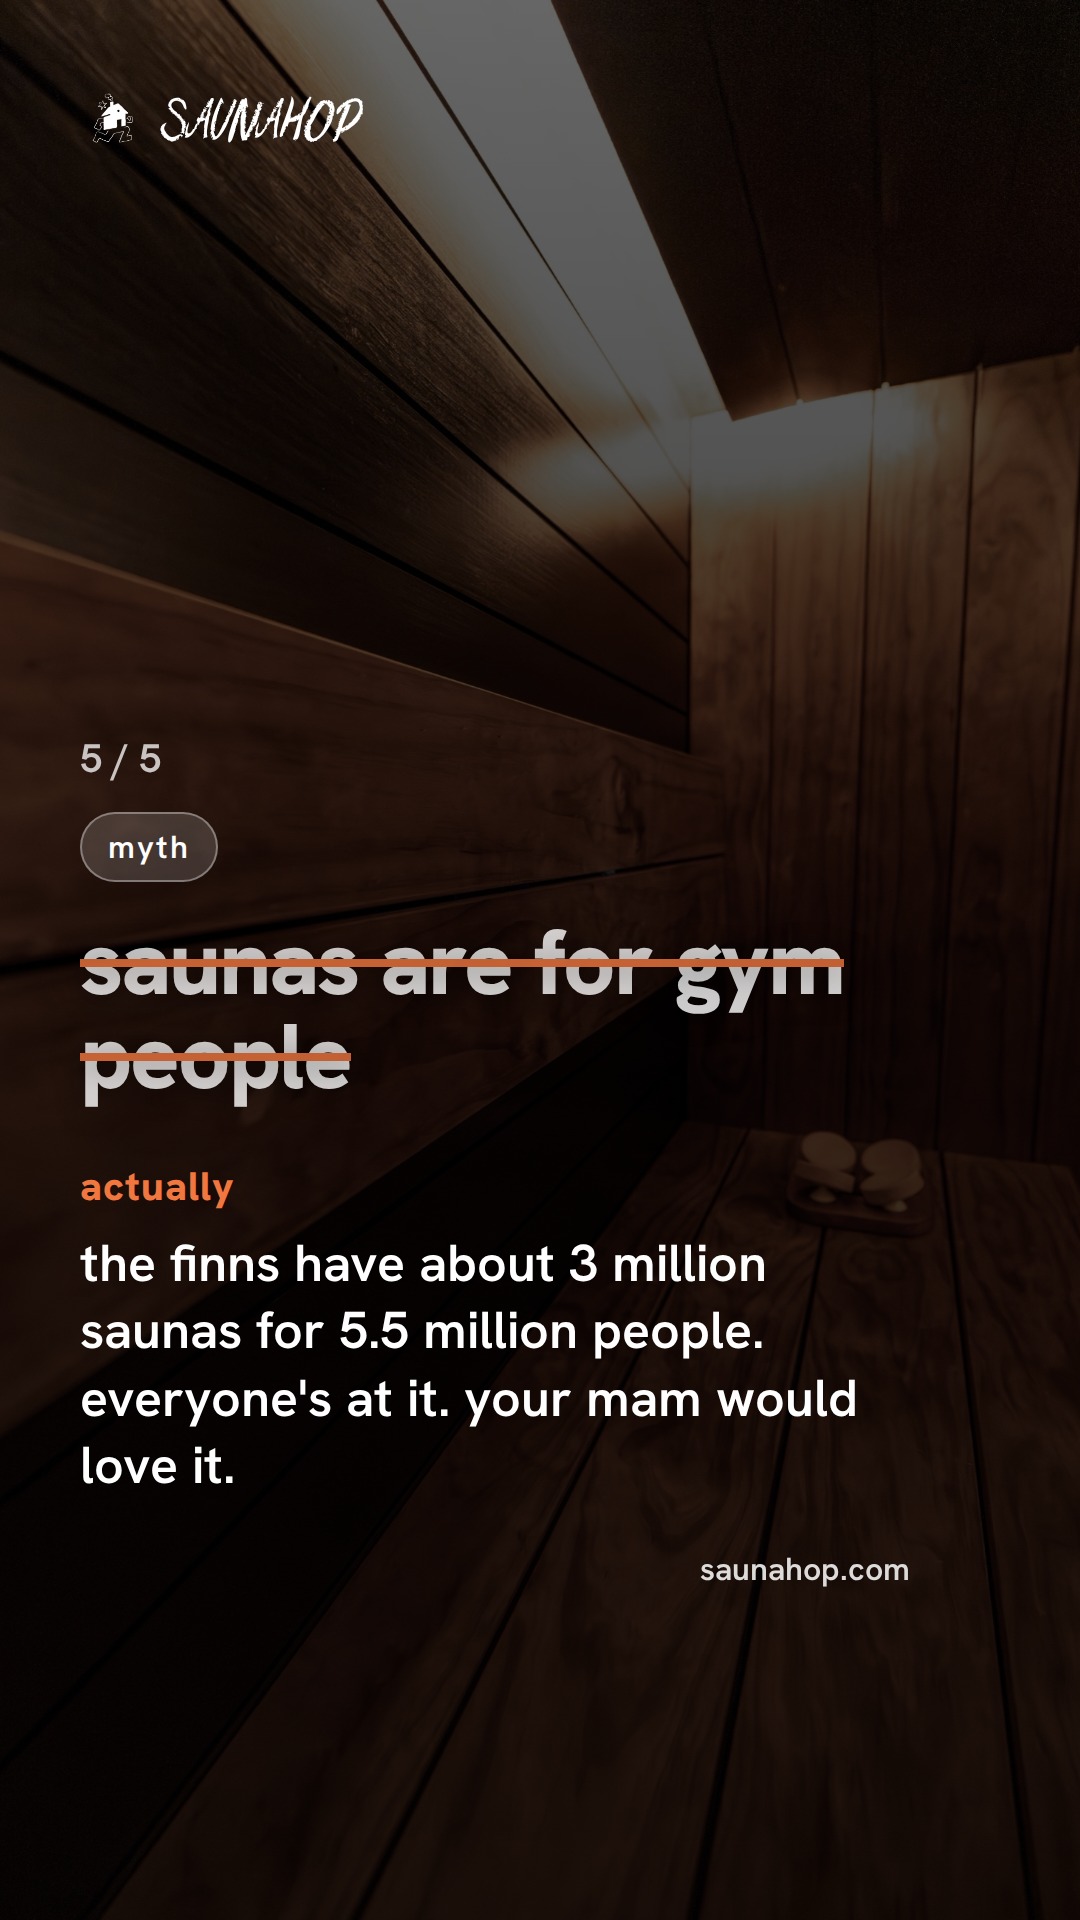 SAUNAHOP
5 / 5
myth
saunas are for gym
people
actually
the finns have about 3 million
saunas for 5.5 million people.
everyone's at it. your mam would
love it.
saunahop.com